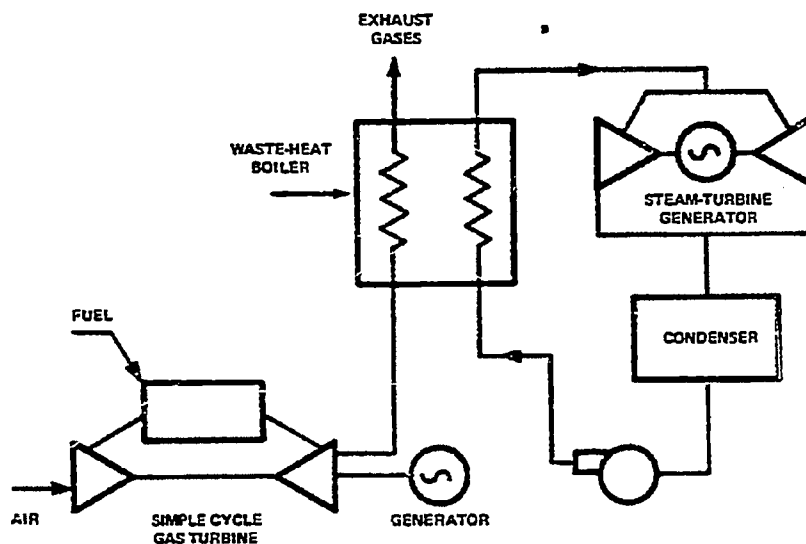 EXHAUST
GASES
WASTE-HEAT
BOILER
STEAM-TURBINE
GENERATOR
FUEL
CONDENSER
AIR
SIMPLE CYCLE
GAS TURBINE
GENERATOR